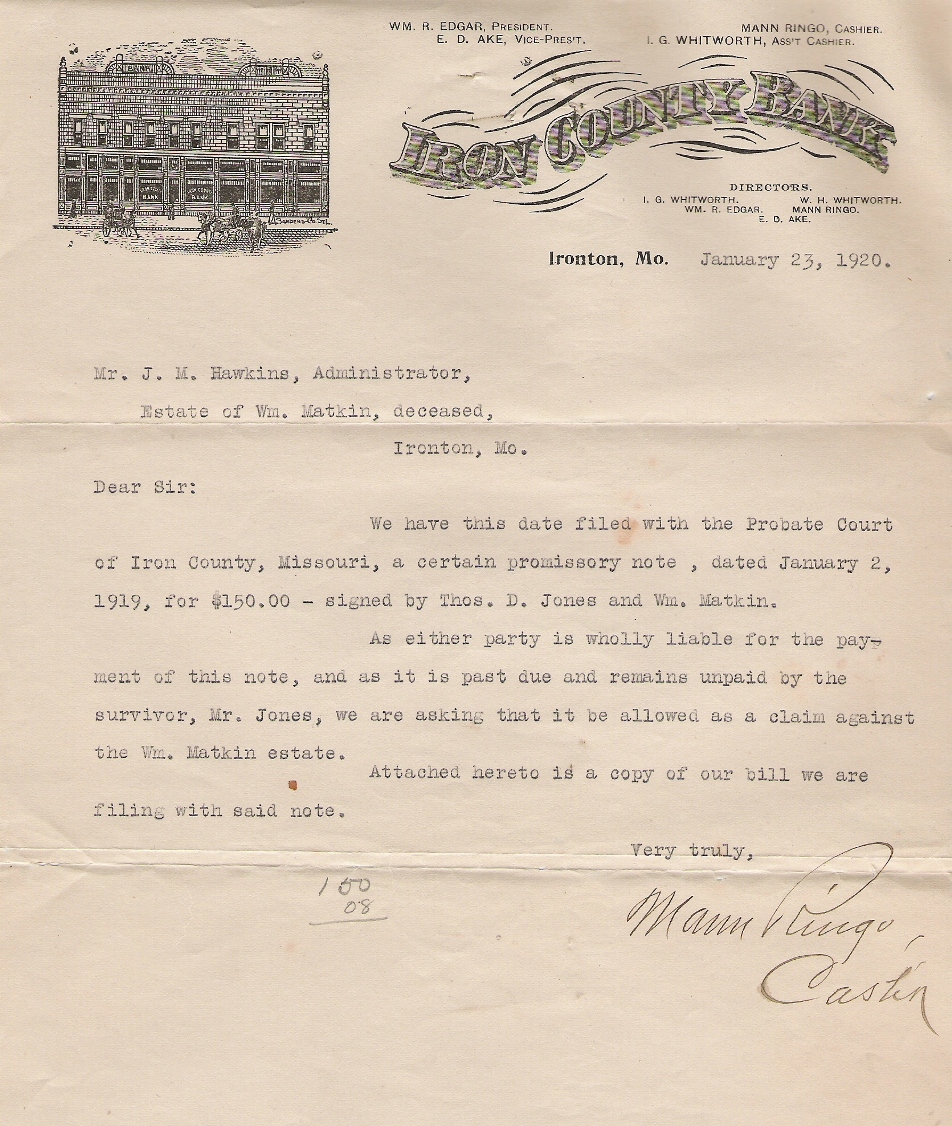 WM. R. EDGAR, PRESIDENT.
E. D. AKE, VICE-PRES'T.
MANN RINGO, CASHIER.
I. G. WHITWORTH, ASS'T CASHIER.
IRON COUNTY BANK
DIRECTORS.
I. G. WHITWORTH. W. H. WHITWORTH.
WM. R. EDGAR. MANN RINGO.
E. D. AKE.
BANK
IRON COUNTY BANK
Ironton, Mo. January 23, 1920.
Mr. J. M. Hawkins, Administrator,
Estate of Wm. Matkin, deceased,
Ironton, Mo.
Dear Sir:
We have this date filed with the Probate Court
of Iron County, Missouri, a certain promissory note , dated January 2,
1919, for $150.00 - signed by Thos. D. Jones and Wm. Matkin.
As either party is wholly liable for the pay-
ment of this note, and as it is past due and remains unpaid by the
survivor, Mr. Jones, we are asking that it be allowed as a claim against
the Wm. Matkin estate.
Attached hereto is a copy of our bill we are
filing with said note.
Very truly,
150
08
Mann Ringo,
Cashier